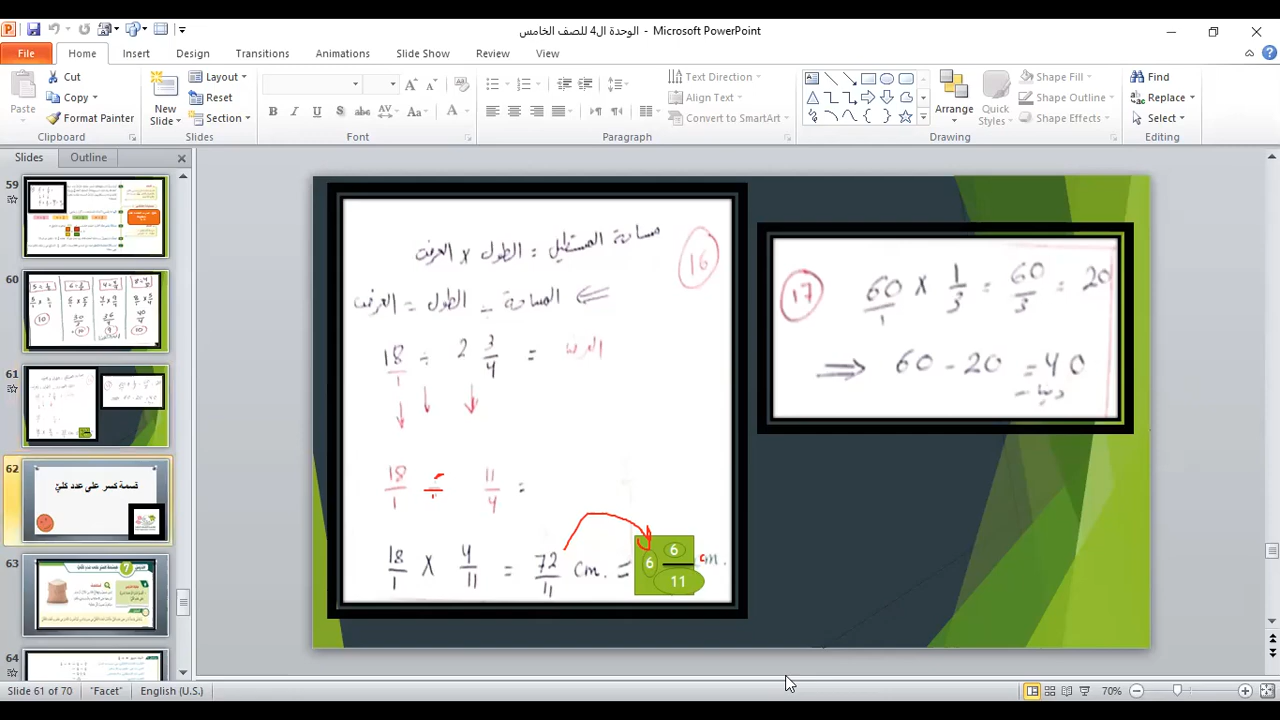 الوحدة ال4 للصف الخامس - Microsoft PowerPoint
File Home Insert Design Transitions Animations Slide Show Review View
Cut
Copy
Format Painter
Paste
Clipboard
New Slide
Layout
Reset
Section
Slides
Font
Text Direction
Align Text
Convert to SmartArt
Paragraph
Arrange
Quick Styles
Shape Fill
Shape Outline
Shape Effects
Drawing
Find
Replace
Select
Editing
Slides Outline
59
60
61
62
قسمة كسر على عدد كليّ
63
64
16
مساحة المستطيل = الطول x العرض
⇐ المساحة ÷ الطول = العرض
18/1 ÷ 2 3/4 = العرض
18/1 ÷ 11/4 =
18/1 X 4/11 = 72/11 cm. = 6 6/11 cm.
17
60/1 x 1/3 = 60/3 = 20
⇒ 60 - 20 = 40
Slide 61 of 70 "Facet" English (U.S.) 70%